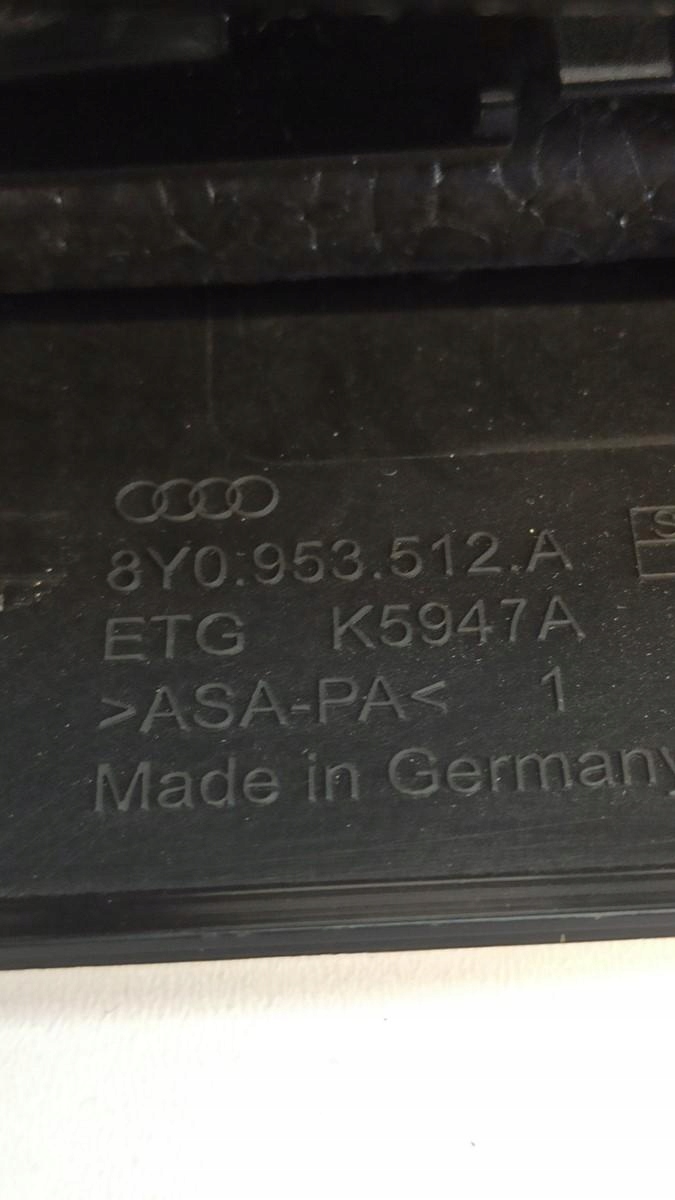 8Y0.953.512.A
S
ETG K5947A
>ASA-PA< 1
Made in Germany